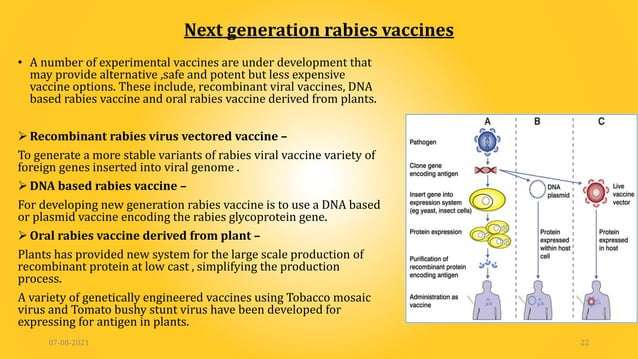 Next generation rabies vaccines
• A number of experimental vaccines are under development that
may provide alternative ,safe and potent but less expensive
vaccine options. These include, recombinant viral vaccines, DNA
based rabies vaccine and oral rabies vaccine derived from plants.
➢ Recombinant rabies virus vectored vaccine –
To generate a more stable variants of rabies viral vaccine variety of
foreign genes inserted into viral genome .
➢ DNA based rabies vaccine –
For developing new generation rabies vaccine is to use a DNA based
or plasmid vaccine encoding the rabies glycoprotein gene.
➢ Oral rabies vaccine derived from plant –
Plants has provided new system for the large scale production of
recombinant protein at low cost , simplifying the production
process.
A variety of genetically engineered vaccines using Tobacco mosaic
virus and Tomato bushy stunt virus have been developed for
expressing for antigen in plants.
A B C
Pathogen
Clone gene
encoding antigen
Insert gene into
expression system
(eg yeast, insect cells)
Protein expression
Purification of
recombinant protein
encoding antigen
Administration as
vaccine
DNA
plasmid
Protein
expressed
within host
cell
Live
vaccine
vector
Protein
expressed
in host
07-08-2021
22